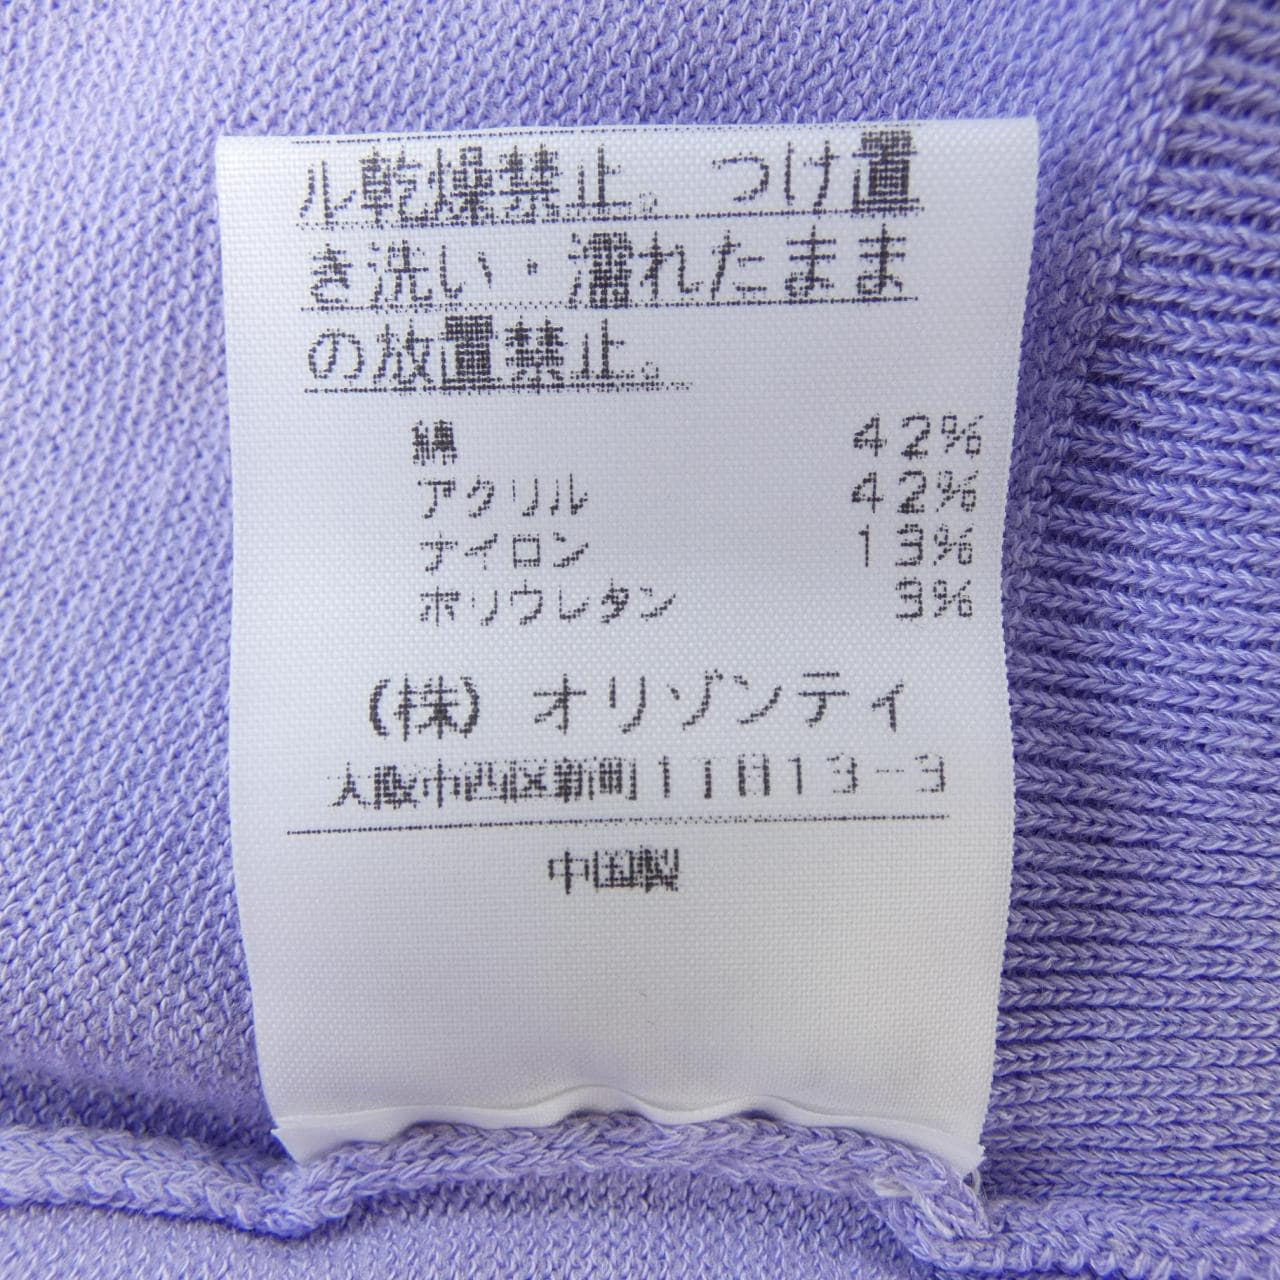 ル乾燥禁止。つけ置
き洗い・濡れたまま
の放置禁止。
綿 42%
アクリル 42%
ナイロン 13%
ポリウレタン 3%
(株) オリゾンティ
大阪中西区新町1丁目13-3
中国製